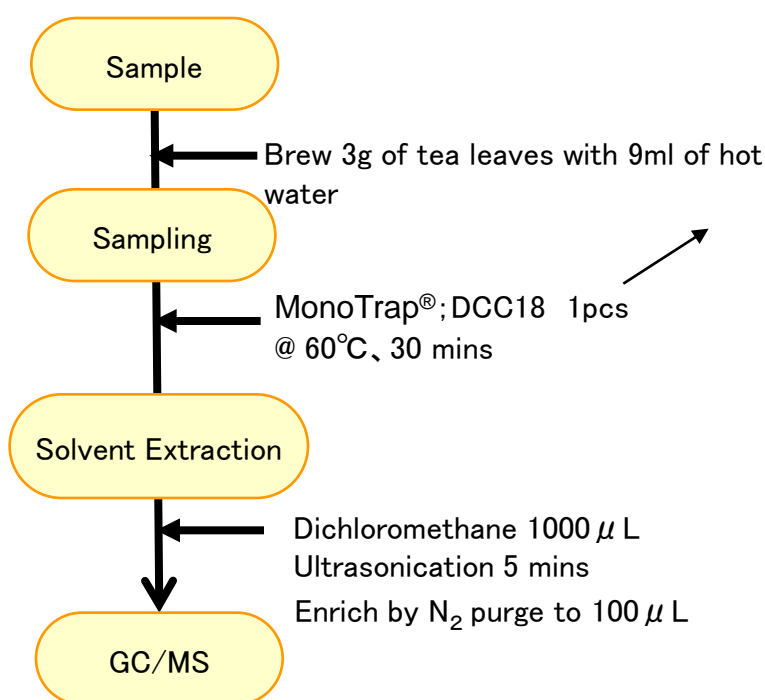 Sample
Brew 3g of tea leaves with 9ml of hot
water
Sampling
MonoTrap®;DCC18 1pcs
@ 60℃、30 mins
Solvent Extraction
Dichloromethane 1000μL
Ultrasonication 5 mins
Enrich by N₂ purge to 100μL
GC/MS